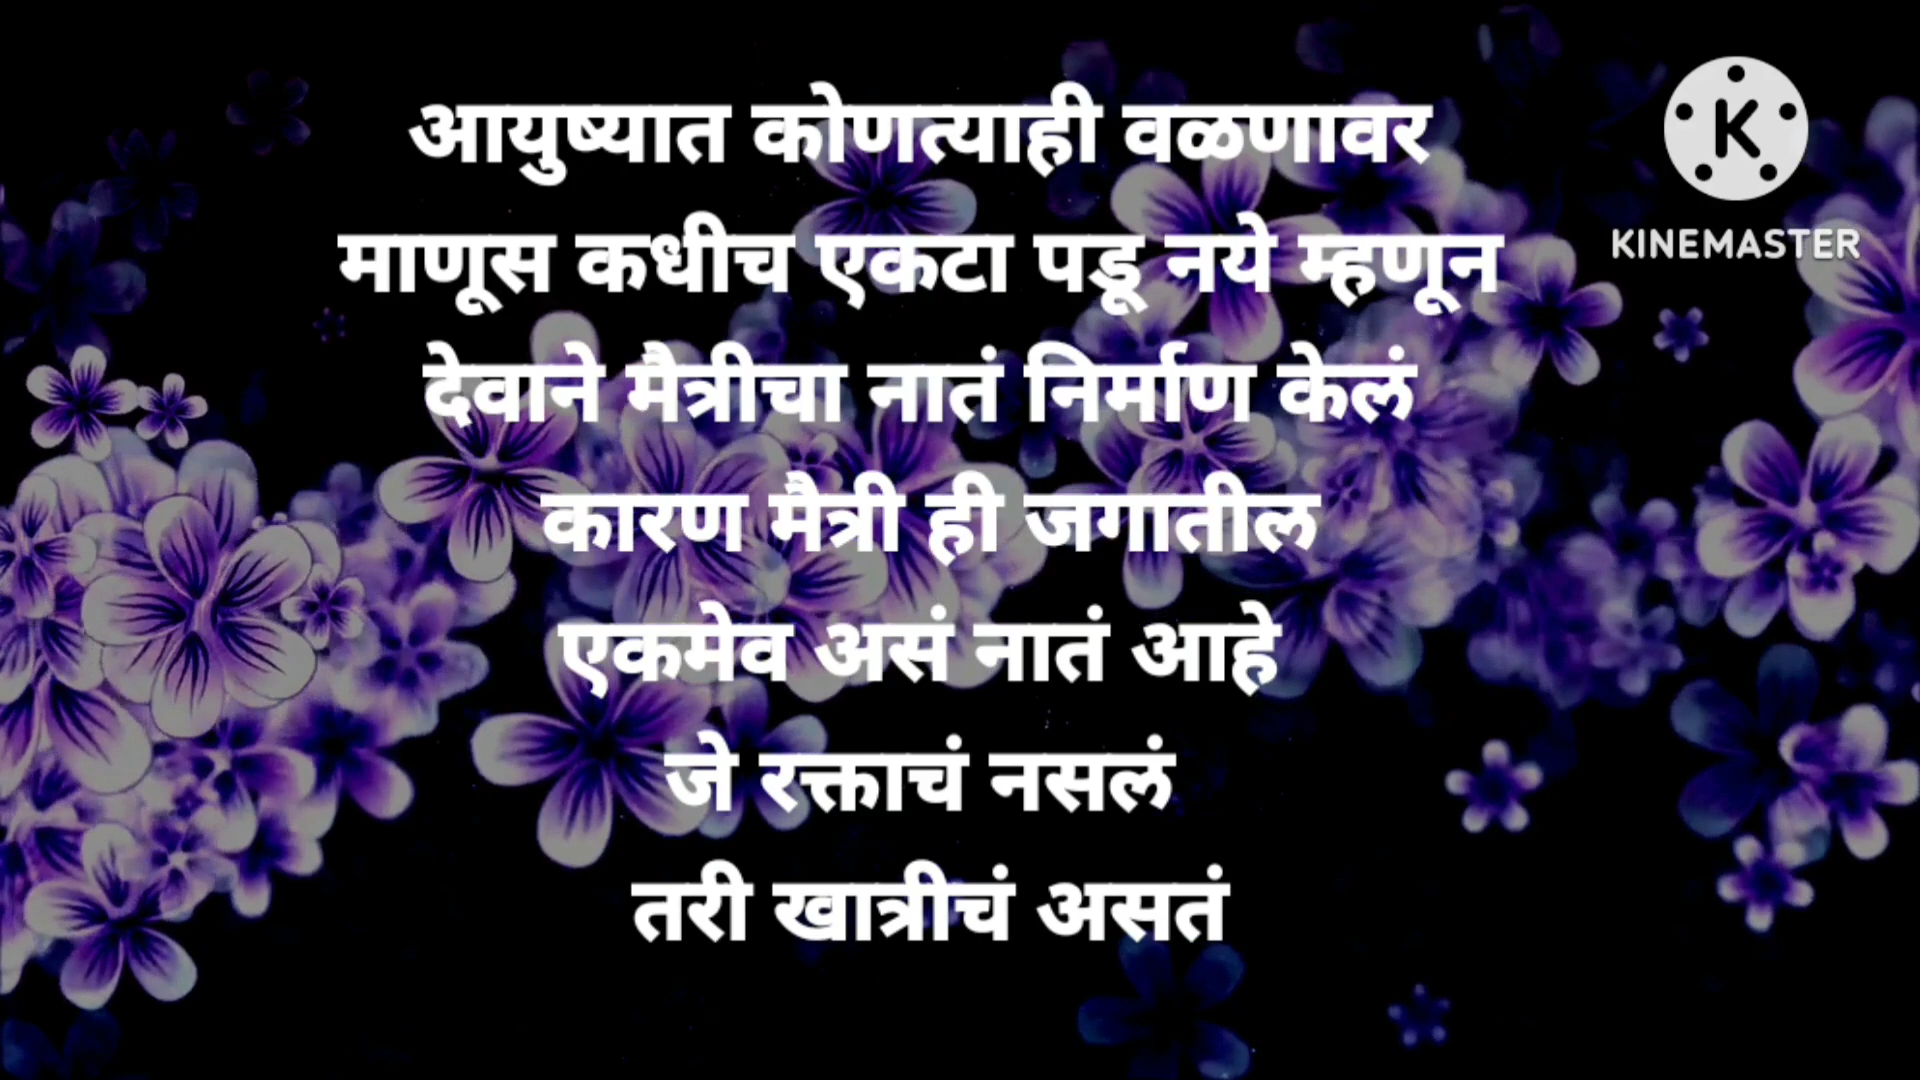 आयुष्यात कोणत्याही वळणावर
माणूस कधीच एकटा पडू नये म्हणून
देवाने मैत्रीचा नातं निर्माण केलं
कारण मैत्री ही जगातील
एकमेव असं नातं आहे
जे रक्ताचं नसलं
तरी खात्रीचं असतं
K
KINEMASTER